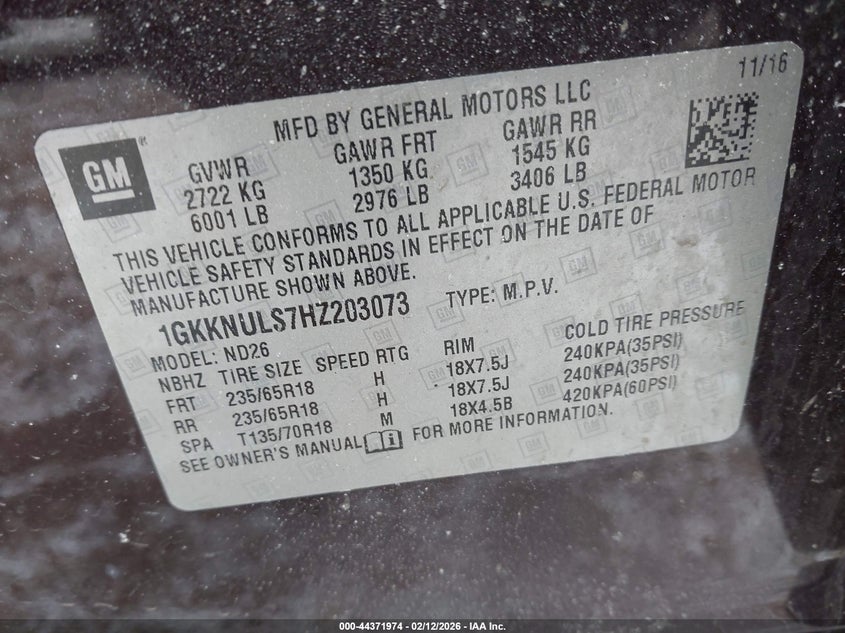 11/16
MFD BY GENERAL MOTORS LLC
GM
GVWR GAWR FRT GAWR RR
2722 KG 1350 KG 1545 KG
6001 LB 2976 LB 3406 LB
THIS VEHICLE CONFORMS TO ALL APPLICABLE U.S. FEDERAL MOTOR
VEHICLE SAFETY STANDARDS IN EFFECT ON THE DATE OF
MANUFACTURE SHOWN ABOVE.
1GKKNULS7HZ203073 TYPE: M.P.V.
MODEL: ND26
NBHZ TIRE SIZE SPEED RTG RIM COLD TIRE PRESSURE
FRT 235/65R18 H 18X7.5J 240KPA(35PSI)
RR 235/65R18 H 18X7.5J 240KPA(35PSI)
SPA T135/70R18 M 18X4.5B 420KPA(60PSI)
SEE OWNER'S MANUAL FOR MORE INFORMATION.
000-44371974 - 02/12/2026 - IAA Inc.